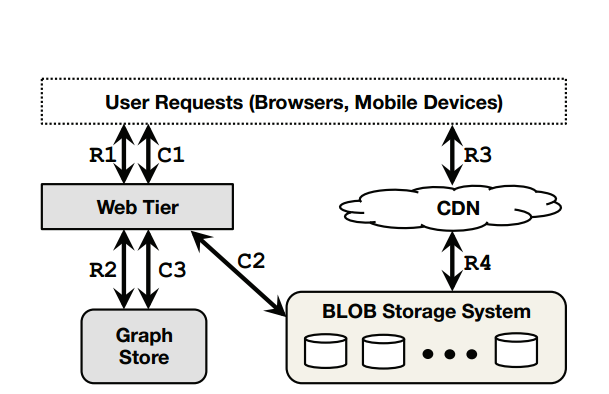 User Requests (Browsers, Mobile Devices)
R1
C1
R3
Web Tier
CDN
R2
C3
C2
R4
Graph
Store
BLOB Storage System